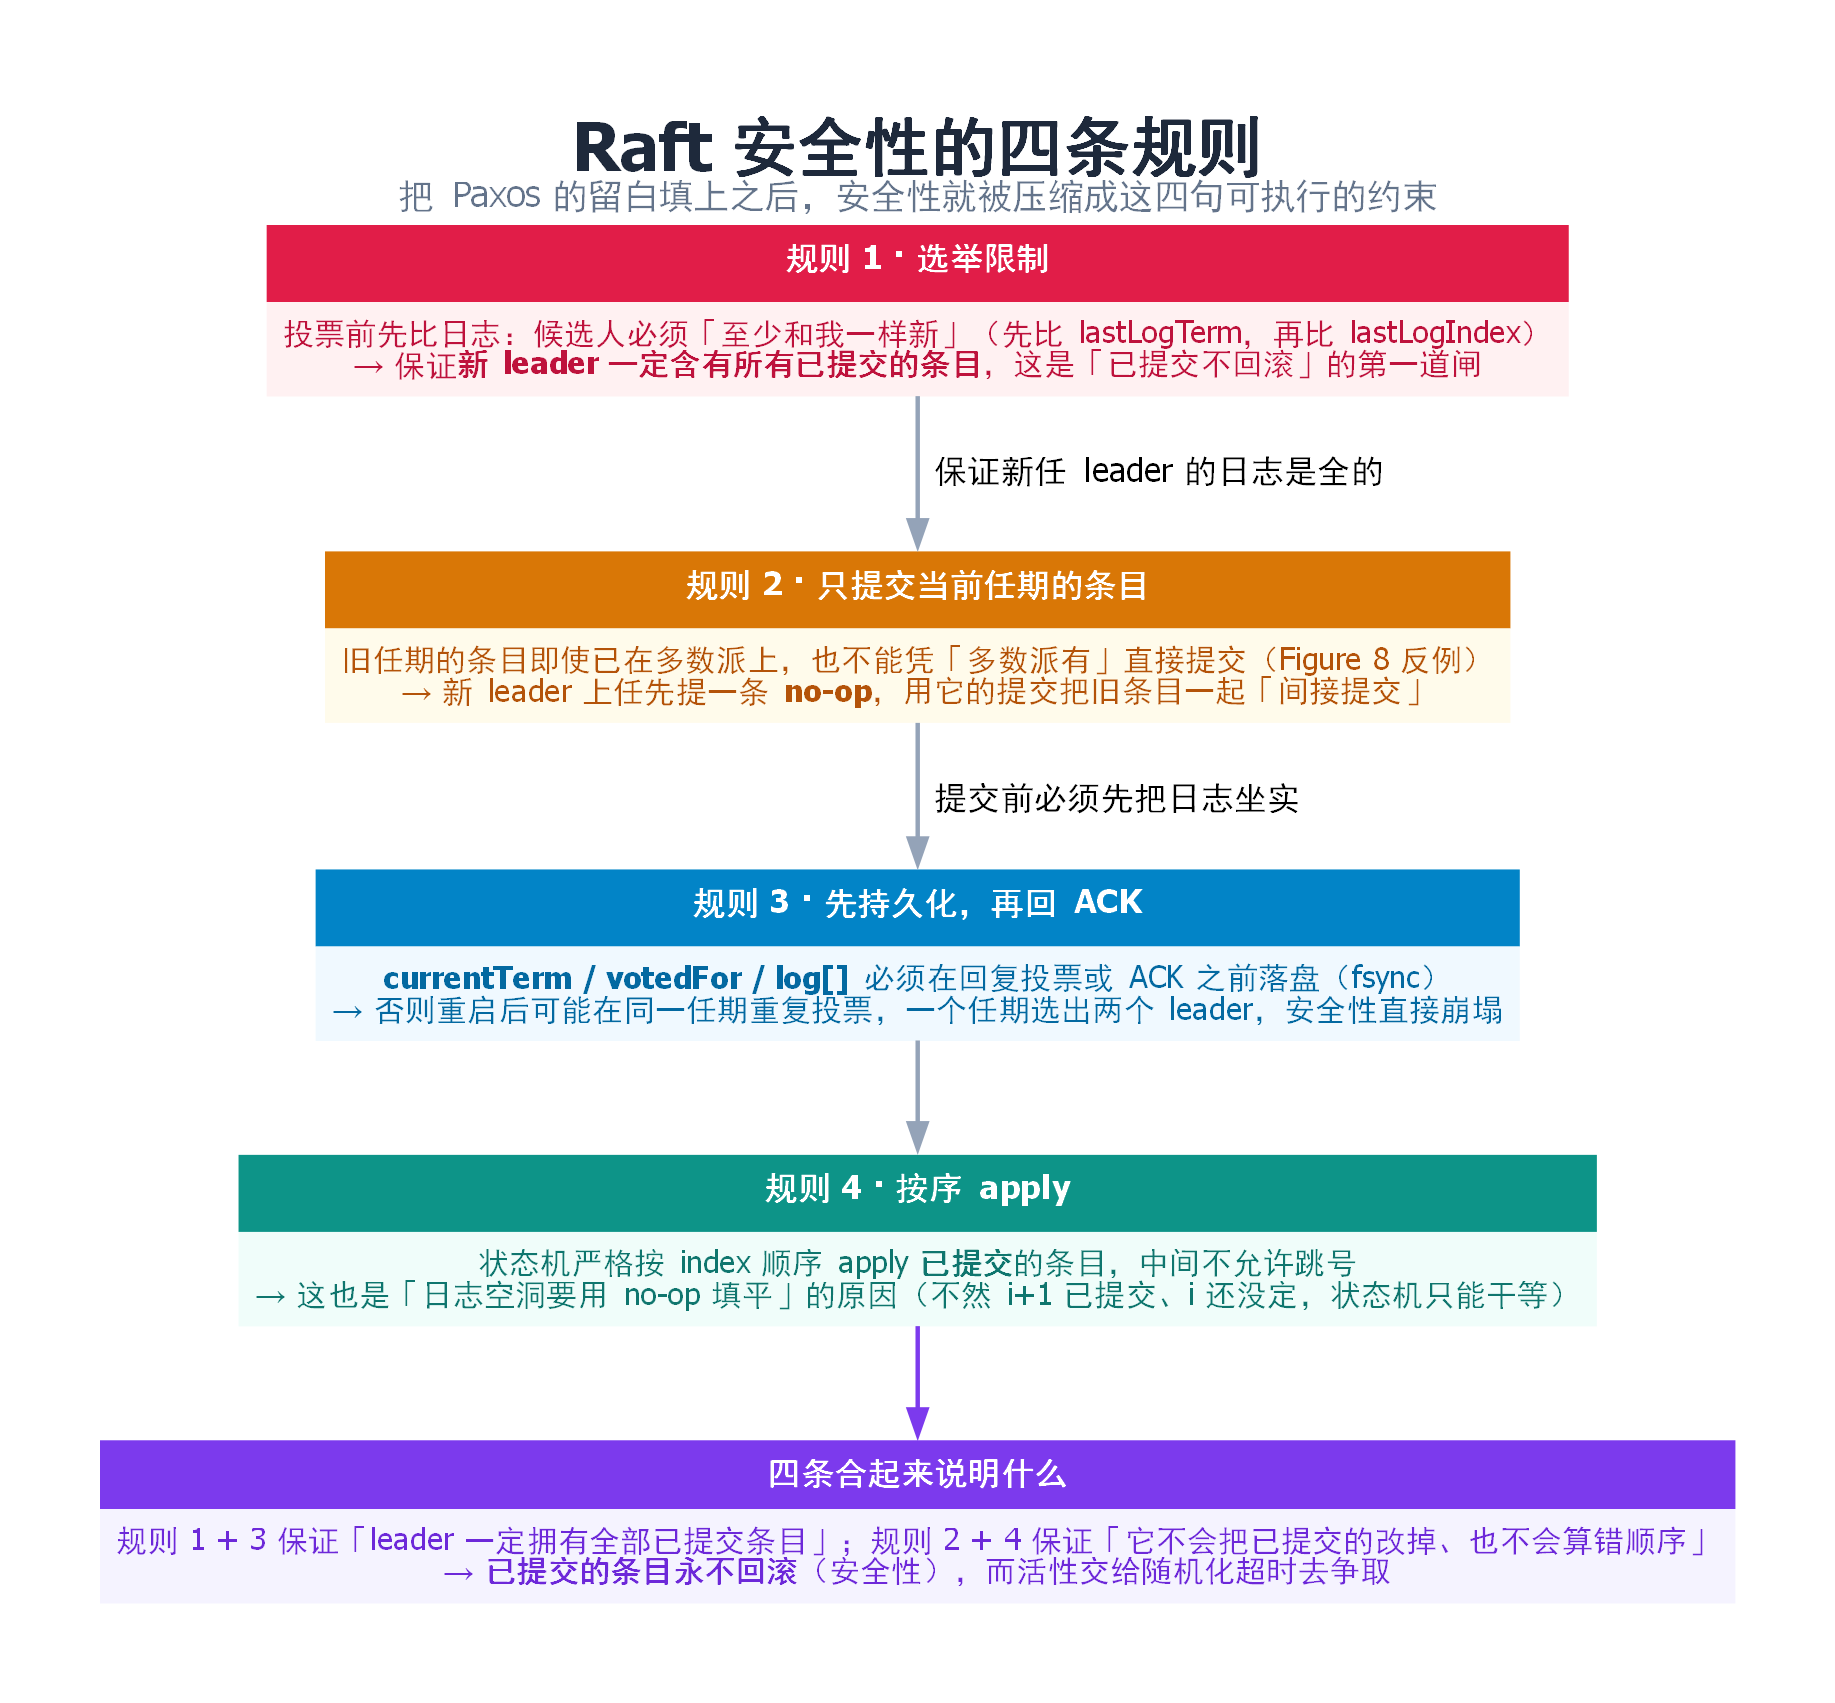 Raft 安全性的四条规则
把 Paxos 的留白填上之后，安全性就被压缩成这四句可执行的约束
规则 1 · 选举限制
投票前先比日志：候选人必须「至少和我一样新」（先比 lastLogTerm，再比 lastLogIndex）
→ 保证新 leader 一定含有所有已提交的条目，这是「已提交不回滚」的第一道闸
保证新任 leader 的日志是全的
规则 2 · 只提交当前任期的条目
旧任期的条目即使已在多数派上，也不能凭「多数派有」直接提交（Figure 8 反例）
→ 新 leader 上任先提一条 no-op，用它的提交把旧条目一起「间接提交」
提交前必须先把日志坐实
规则 3 · 先持久化，再回 ACK
currentTerm / votedFor / log[] 必须在回复投票或 ACK 之前落盘（fsync）
→ 否则重启后可能在同一任期重复投票，一个任期选出两个 leader，安全性直接崩塌
规则 4 · 按序 apply
状态机严格按 index 顺序 apply 已提交的条目，中间不允许跳号
→ 这也是「日志空洞要用 no-op 填平」的原因（不然 i+1 已提交、i 还没定，状态机只能干等）
四条合起来说明什么
规则 1 + 3 保证「leader 一定拥有全部已提交条目」；规则 2 + 4 保证「它不会把已提交的改掉、也不会算错顺序」
→ 已提交的条目永不回滚（安全性），而活性交给随机化超时去争取